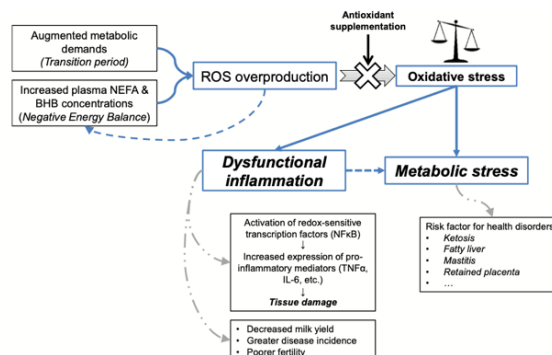 Antioxidant
supplementation
Augmented metabolic
demands
(Transition period)
ROS overproduction
Oxidative stress
Increased plasma NEFA &
BHB concentrations
(Negative Energy Balance)
Dysfunctional
inflammation
Metabolic stress
Activation of redox-sensitive
transcription factors (NFκB)
↓
Increased expression of pro-
inflammatory mediators (TNFα,
IL-6, etc.)
↓
Tissue damage
Risk factor for health disorders
• Ketosis
• Fatty liver
• Mastitis
• Retained placenta
• …
• Decreased milk yield
• Greater disease incidence
• Poorer fertility